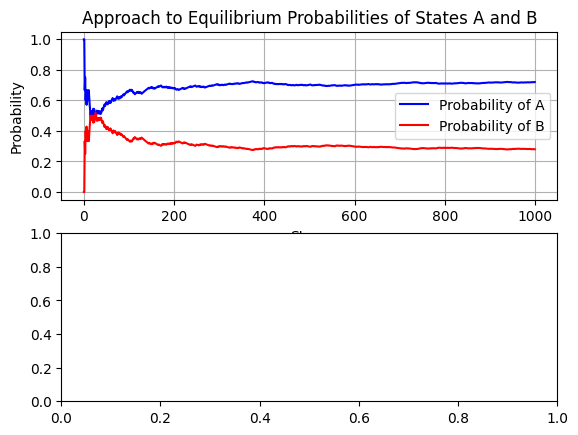 Approach to Equilibrium Probabilities of States A and B
Probability
1.0
0.8
0.6
0.4
0.2
0.0
Probability of A
Probability of B
0 200 400 600 800 1000
1.0
0.8
0.6
0.4
0.2
0.0
0.0 0.2 0.4 0.6 0.8 1.0